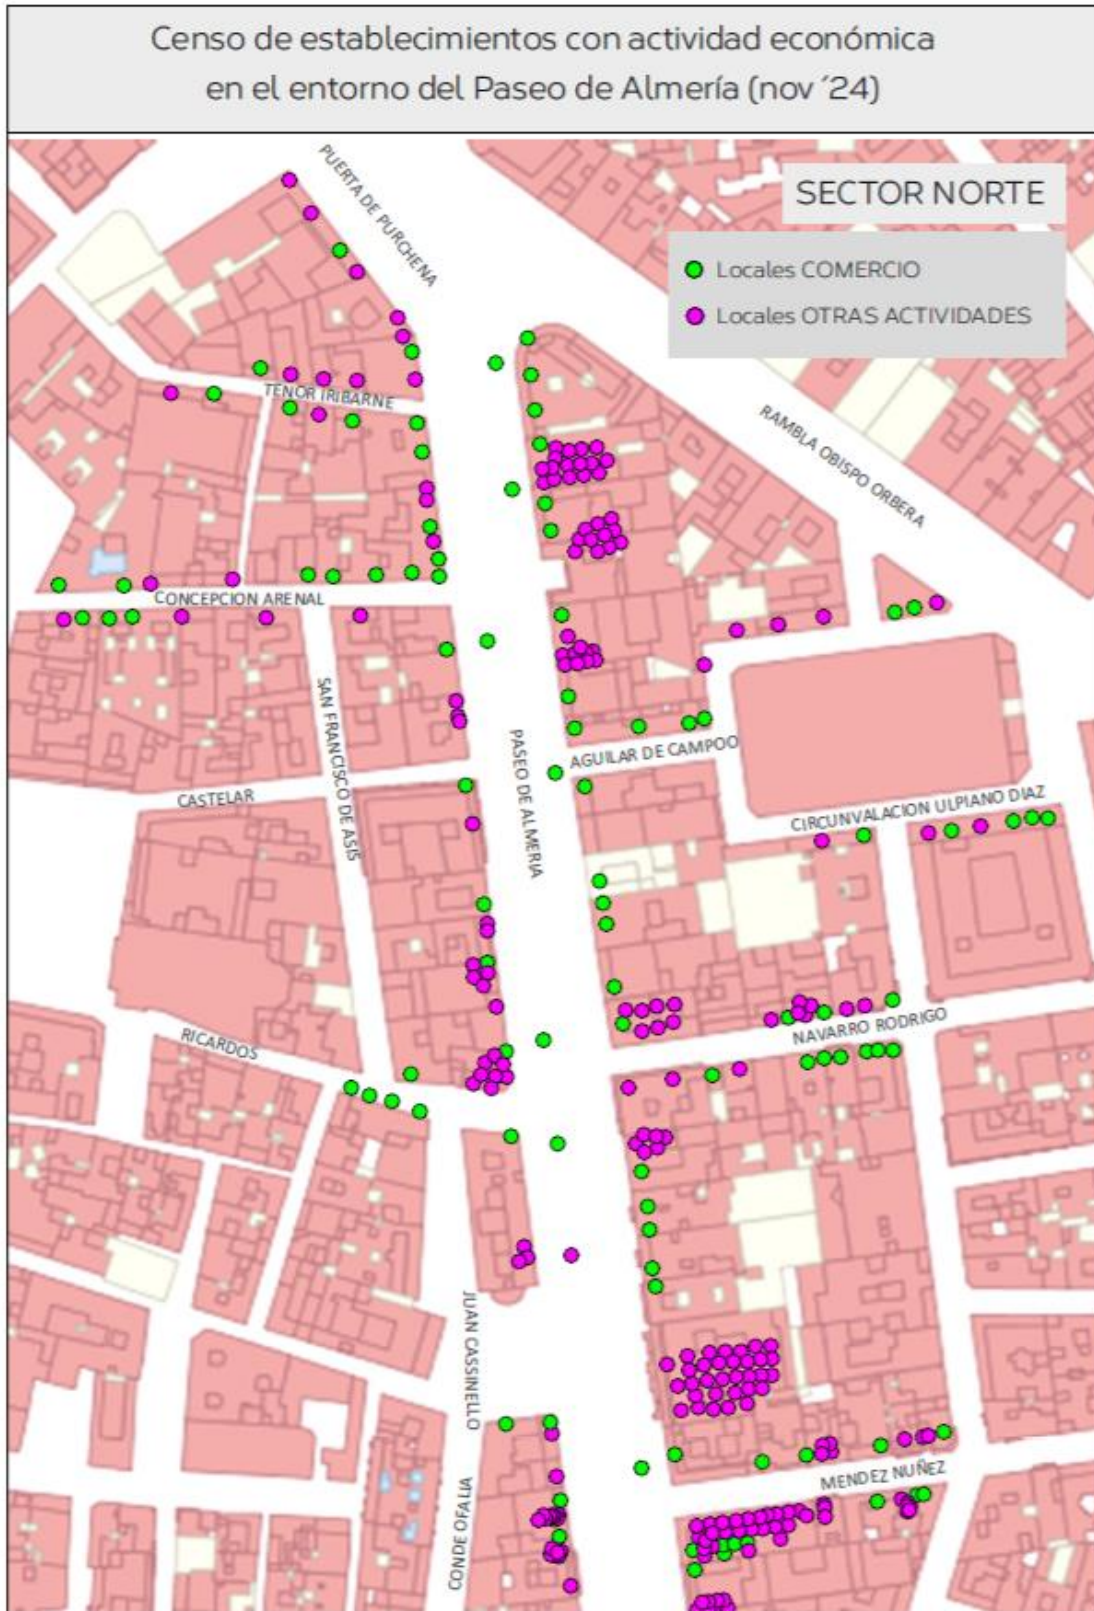 Censo de establecimientos con actividad económica
en el entorno del Paseo de Almería (nov ´24)
SECTOR NORTE
Locales COMERCIO
Locales OTRAS ACTIVIDADES
PUERTA DE PURCHENA
RAMBLA OBISPO ORBERA
TENOR IRIBARNE
CONCEPCION ARENAL
SAN FRANCISCO DE ASIS
PASEO DE ALMERIA
AGUILAR DE CAMPOO
CASTELAR
CIRCUNVALACION ULPIANO DIAZ
RICARDOS
NAVARRO RODRIGO
JUAN CASSINELLO
MENDEZ NUÑEZ
CONDE OFALIA